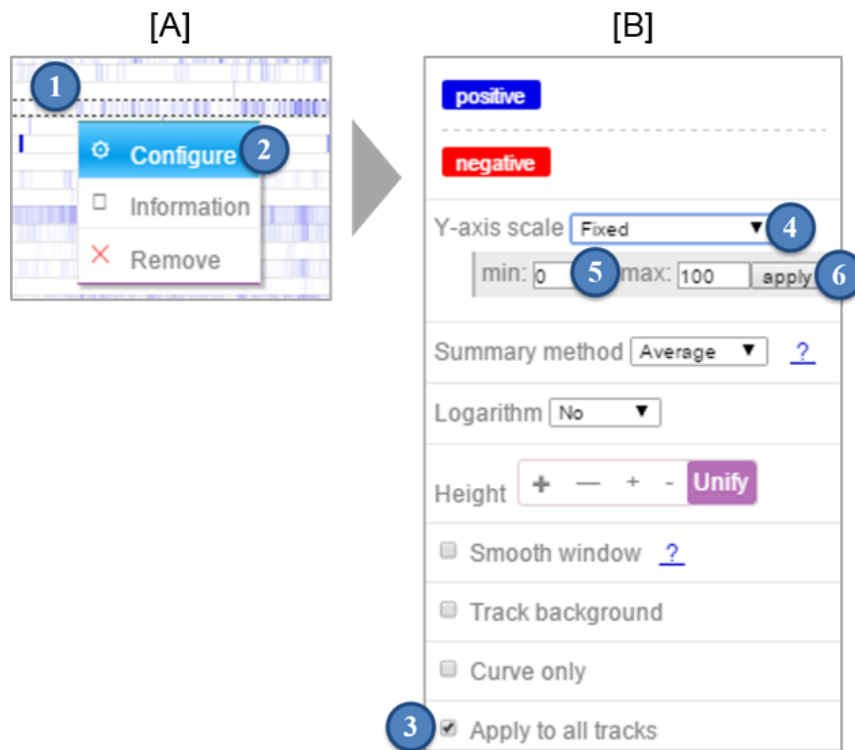 [A]
[B]
1
Configure 2
Information
Remove
positive
negative
Y-axis scale Fixed ▼ 4
min: 0 5 max: 100 apply 6
Summary method Average ▼ ?
Logarithm No ▼
Height + — + - Unify
Smooth window ?
Track background
Curve only
3 Apply to all tracks